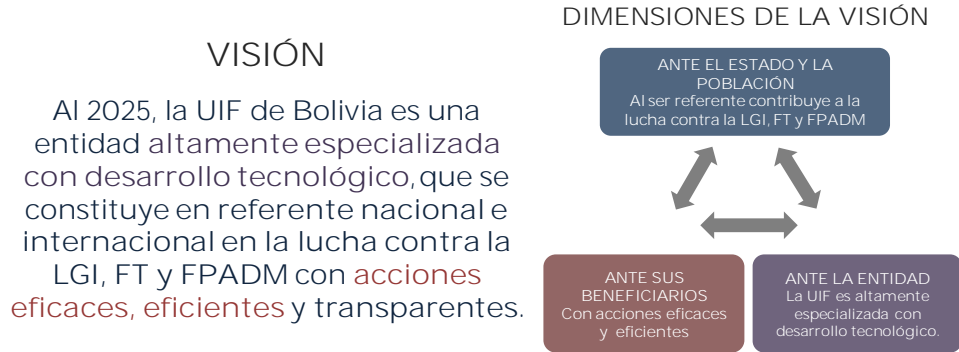 VISIÓN
Al 2025, la UIF de Bolivia es una
entidad altamente especializada
con desarrollo tecnológico, que se
constituye en referente nacional e
internacional en la lucha contra la
LGI, FT y FPADM con acciones
eficaces, eficientes y transparentes.
DIMENSIONES DE LA VISIÓN
ANTE EL ESTADO Y LA
POBLACIÓN
Al ser referente contribuye a la
lucha contra la LGI, FT y FPADM
ANTE SUS
BENEFICIARIOS
Con acciones eficaces
y eficientes
ANTE LA ENTIDAD
La UIF es altamente
especializada con
desarrollo tecnológico.